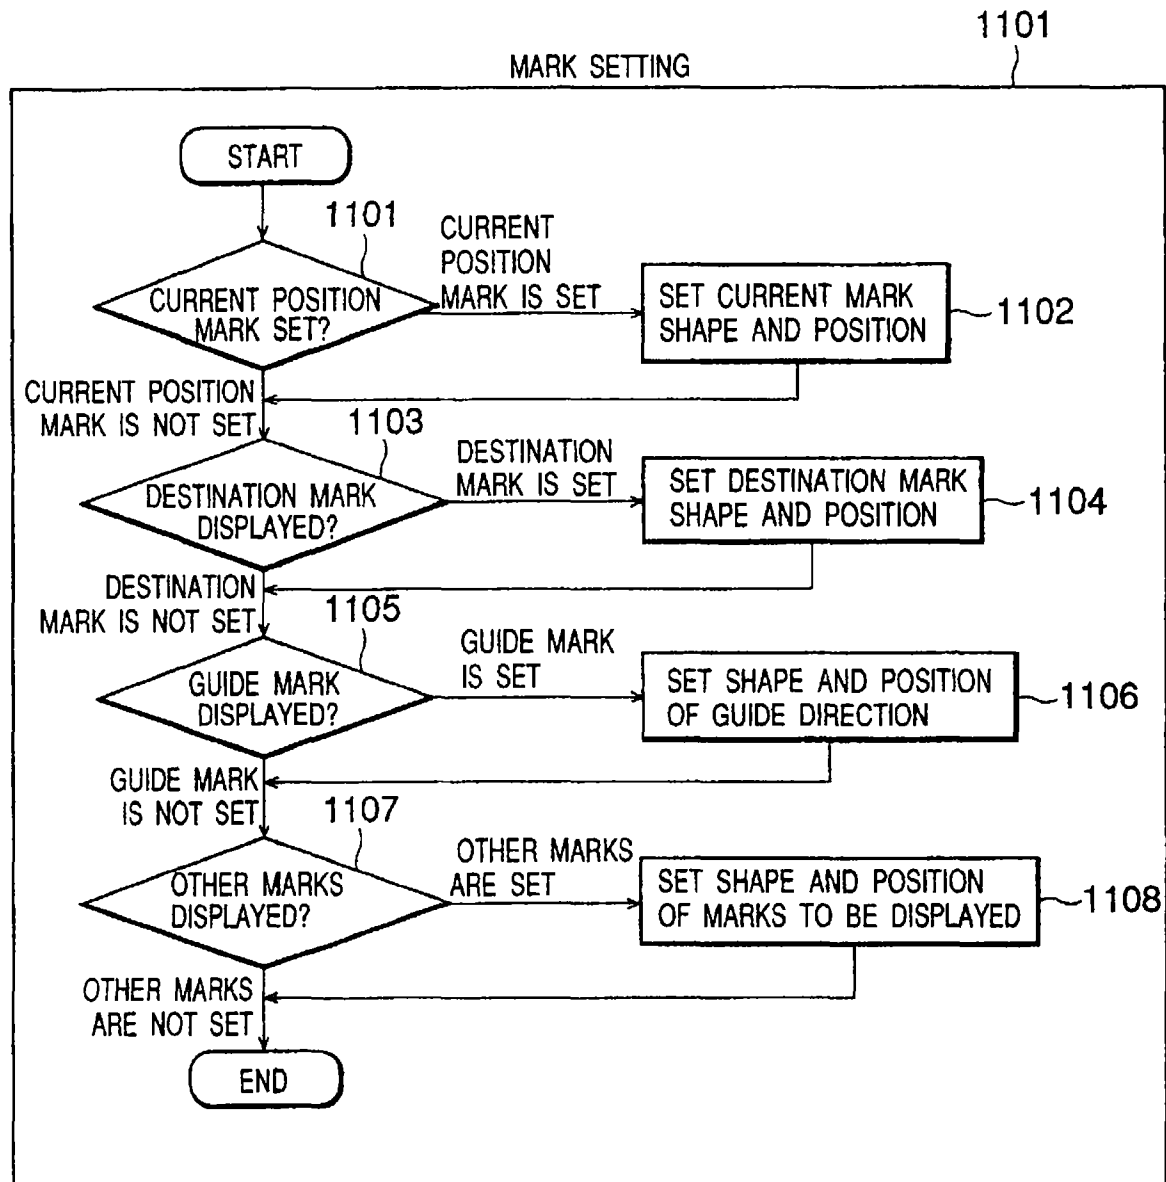 1101
MARK SETTING
START
1101
CURRENT POSITION
MARK SET?
CURRENT
POSITION
MARK IS SET
SET CURRENT MARK
SHAPE AND POSITION
1102
CURRENT POSITION
MARK IS NOT SET
1103
DESTINATION MARK
DISPLAYED?
DESTINATION
MARK IS SET
SET DESTINATION MARK
SHAPE AND POSITION
1104
DESTINATION
MARK IS NOT SET
1105
GUIDE MARK
DISPLAYED?
GUIDE MARK
IS SET
SET SHAPE AND POSITION
OF GUIDE DIRECTION
1106
GUIDE MARK
IS NOT SET
1107
OTHER MARKS
DISPLAYED?
OTHER MARKS
ARE SET
SET SHAPE AND POSITION
OF MARKS TO BE DISPLAYED
1108
OTHER MARKS
ARE NOT SET
END